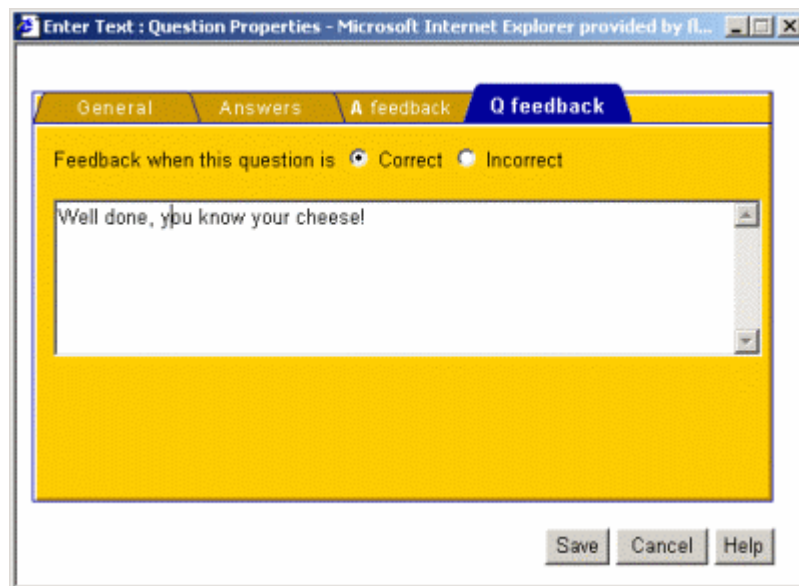 Enter Text : Question Properties - Microsoft Internet Explorer provided by fl...
General Answers A feedback Q feedback
Feedback when this question is Correct Incorrect
Well done, you know your cheese!
Save Cancel Help